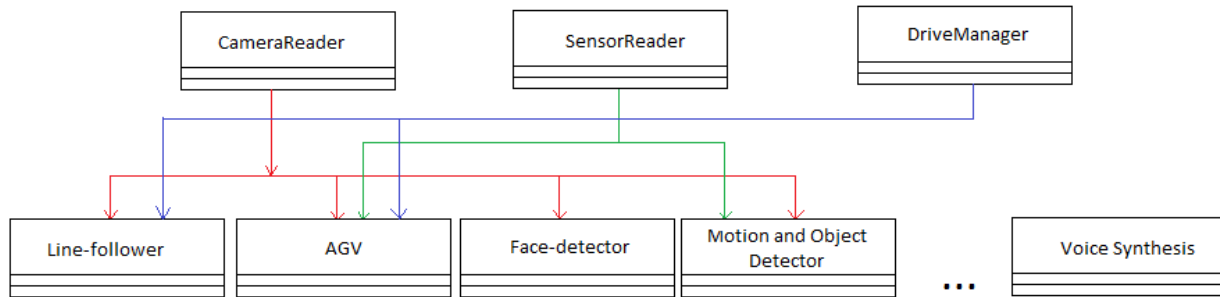 CameraReader
SensorReader
DriveManager
Line-follower
AGV
Face-detector
Motion and Object
Detector
...
Voice Synthesis